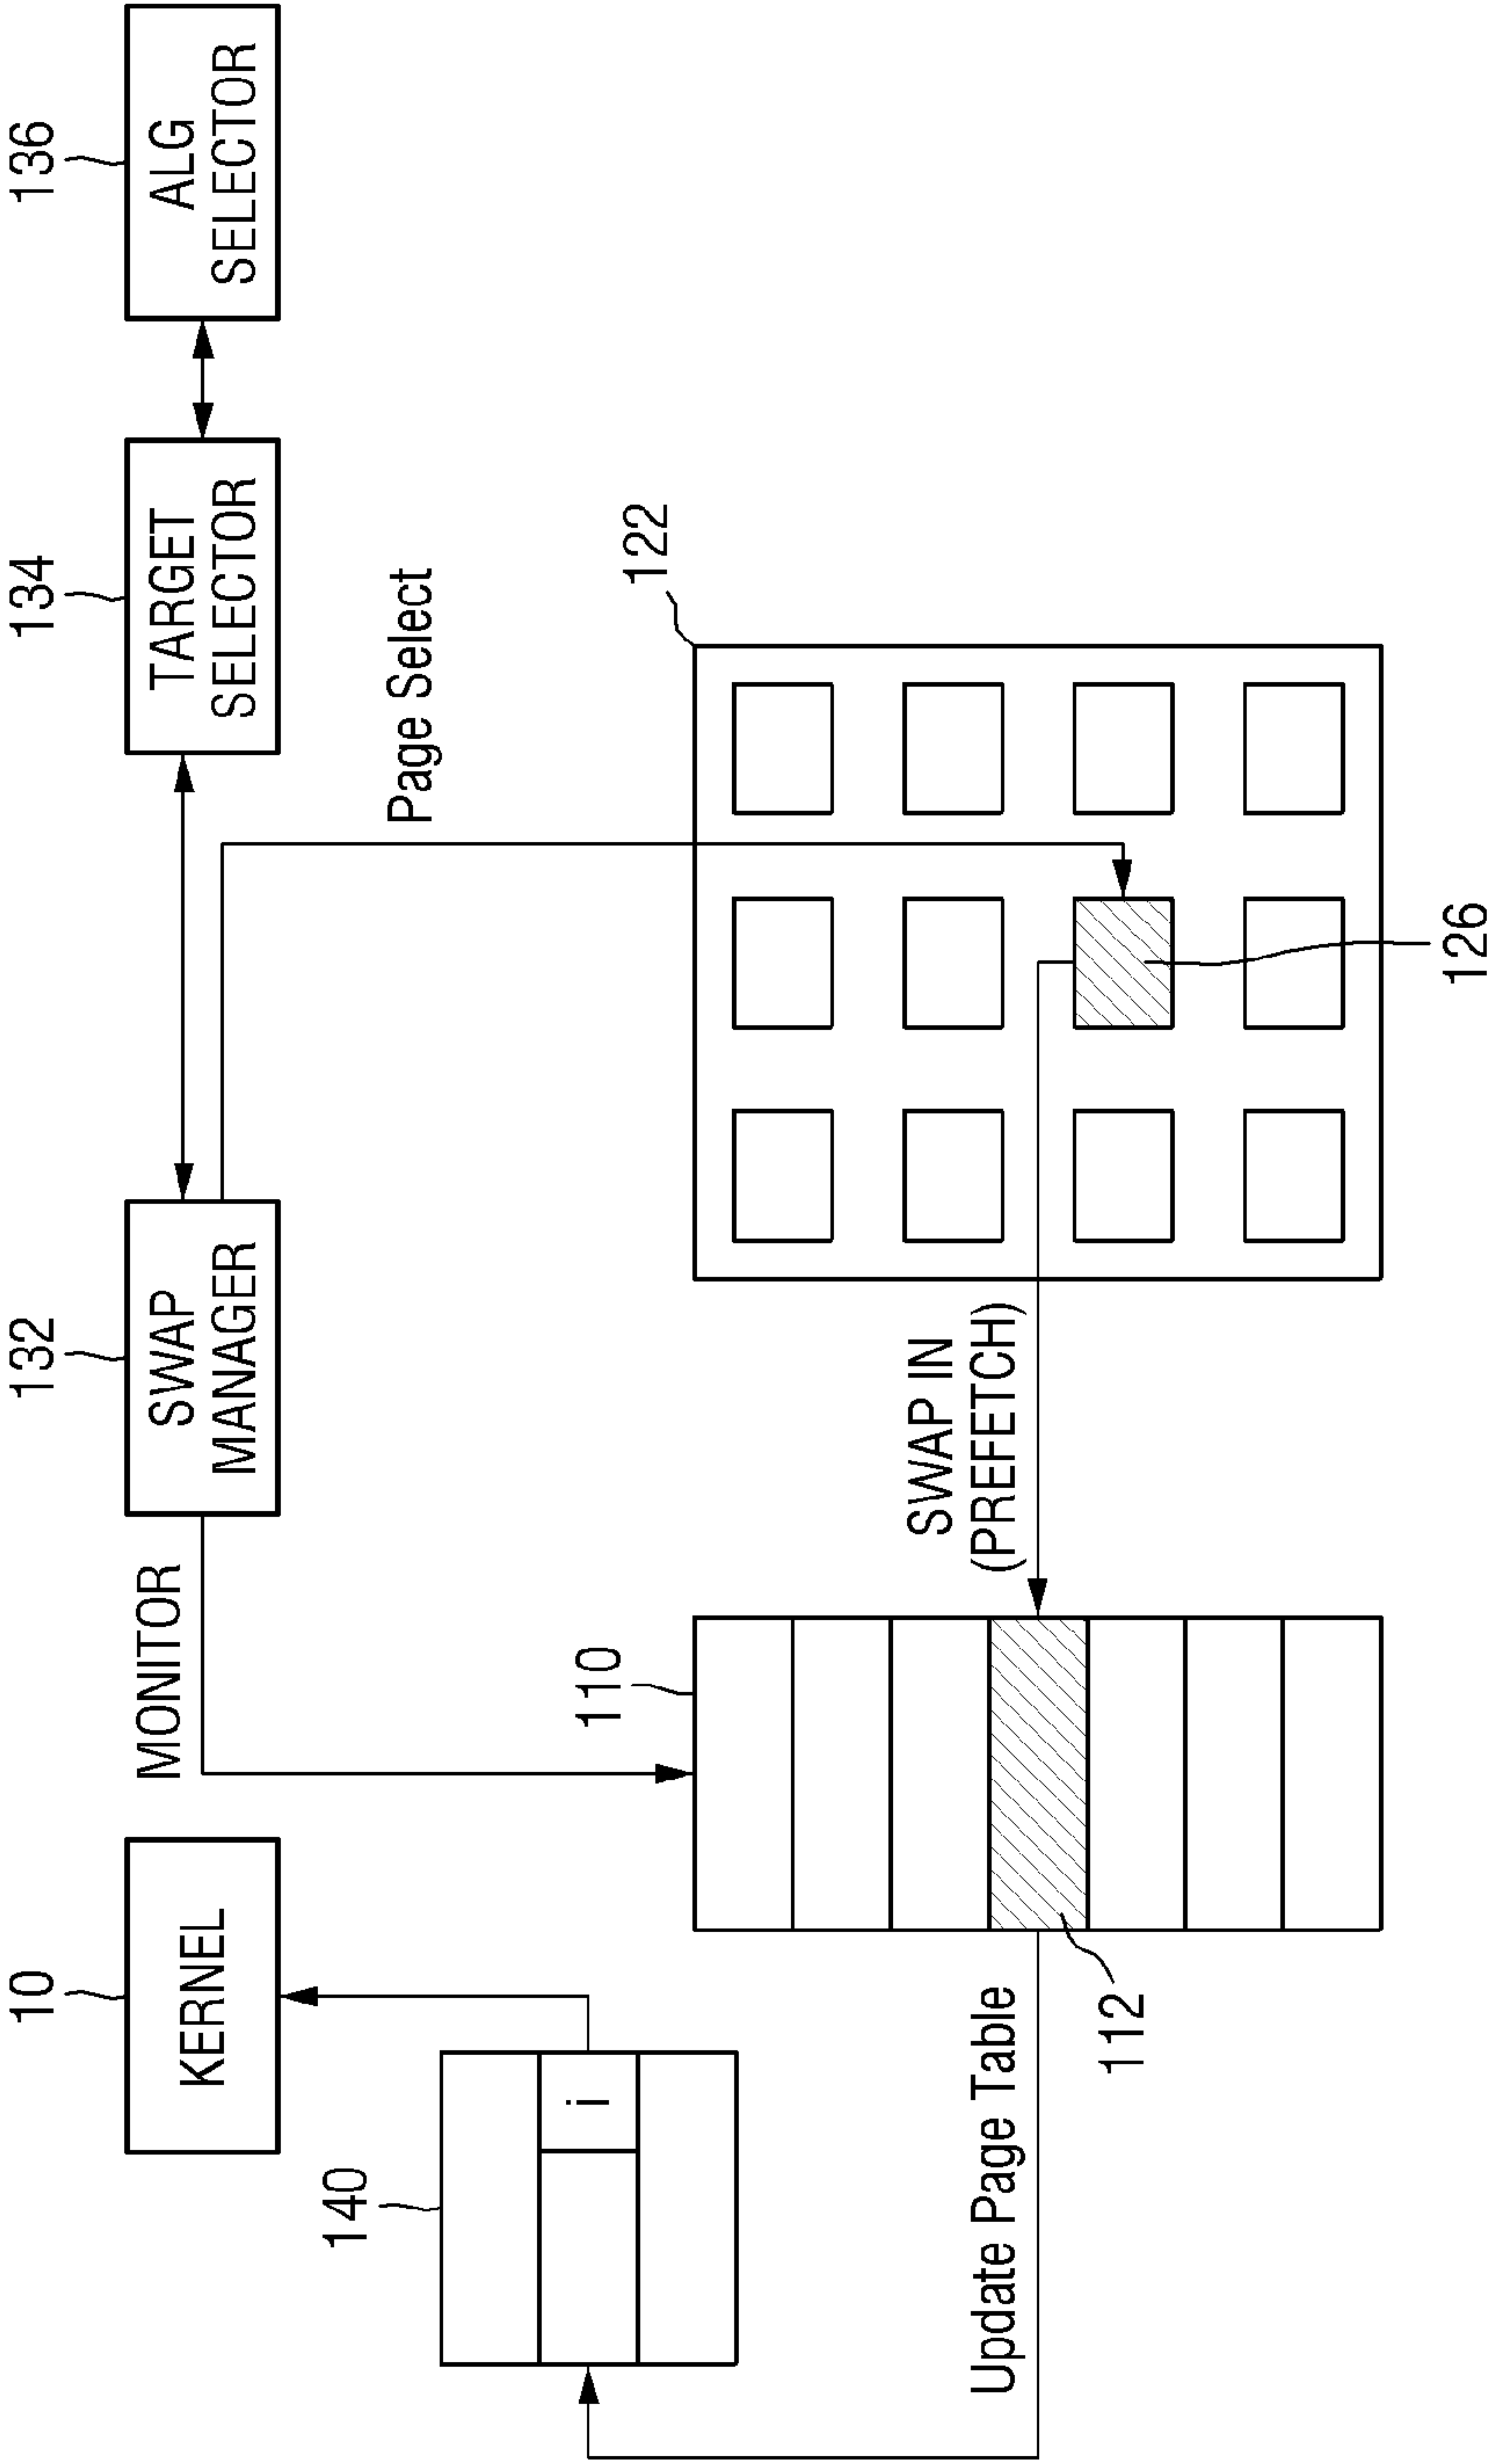 10
KERNEL
132
SWAP
MANAGER
134
TARGET
SELECTOR
136
ALG
SELECTOR
MONITOR
Page Select
140
i
110
122
SWAP IN
(PREFETCH)
Update Page Table
112
126